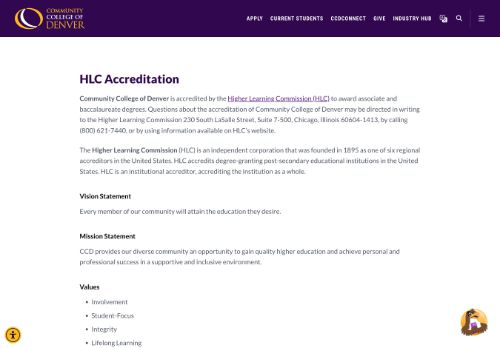 COMMUNITY
COLLEGE OF
DENVER
APPLY CURRENT STUDENTS CCDCONNECT GIVE INDUSTRY HUB
HLC Accreditation
Community College of Denver is accredited by the Higher Learning Commission (HLC) to award associate and
baccalaureate degrees. Questions about the accreditation of Community College of Denver may be directed in writing
to the Higher Learning Commission 230 South LaSalle Street, Suite 7-500, Chicago, Illinois 60604-1413, by calling
(800) 621-7440, or by using information available on HLC's website.
The Higher Learning Commission (HLC) is an independent corporation that was founded in 1895 as one of six regional
accreditors in the United States. HLC accredits degree-granting post-secondary educational institutions in the United
States. HLC is an institutional accreditor, accrediting the institution as a whole.
Vision Statement
Every member of our community will attain the education they desire.
Mission Statement
CCD provides our diverse community an opportunity to gain quality higher education and achieve personal and
professional success in a supportive and inclusive environment.
Values
• Involvement
• Student-Focus
• Integrity
• Lifelong Learning